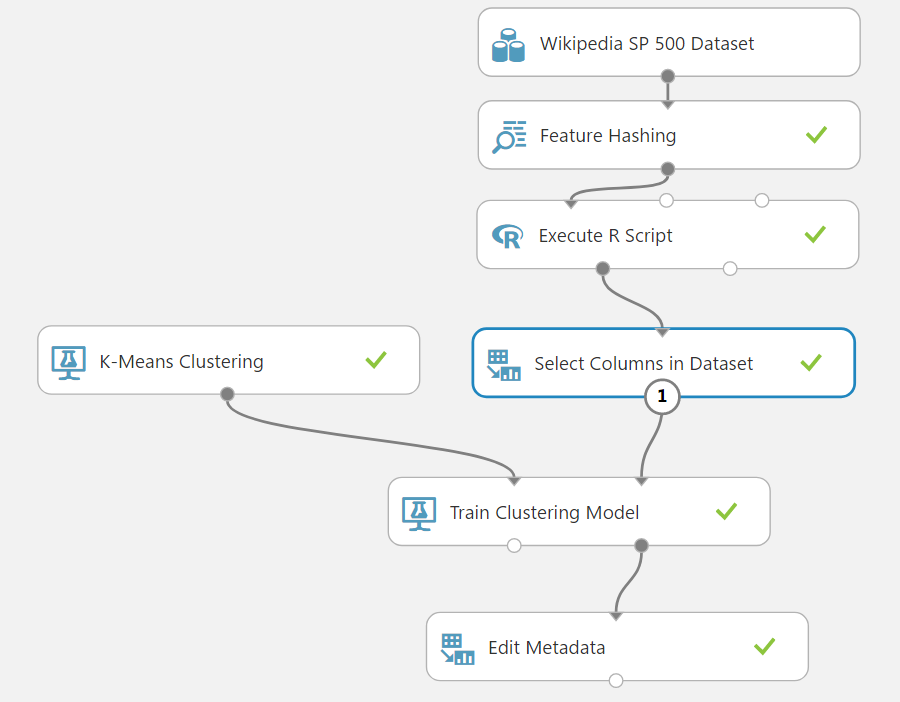 Wikipedia SP 500 Dataset
Feature Hashing
R Execute R Script
K-Means Clustering
Select Columns in Dataset
1
Train Clustering Model
Edit Metadata